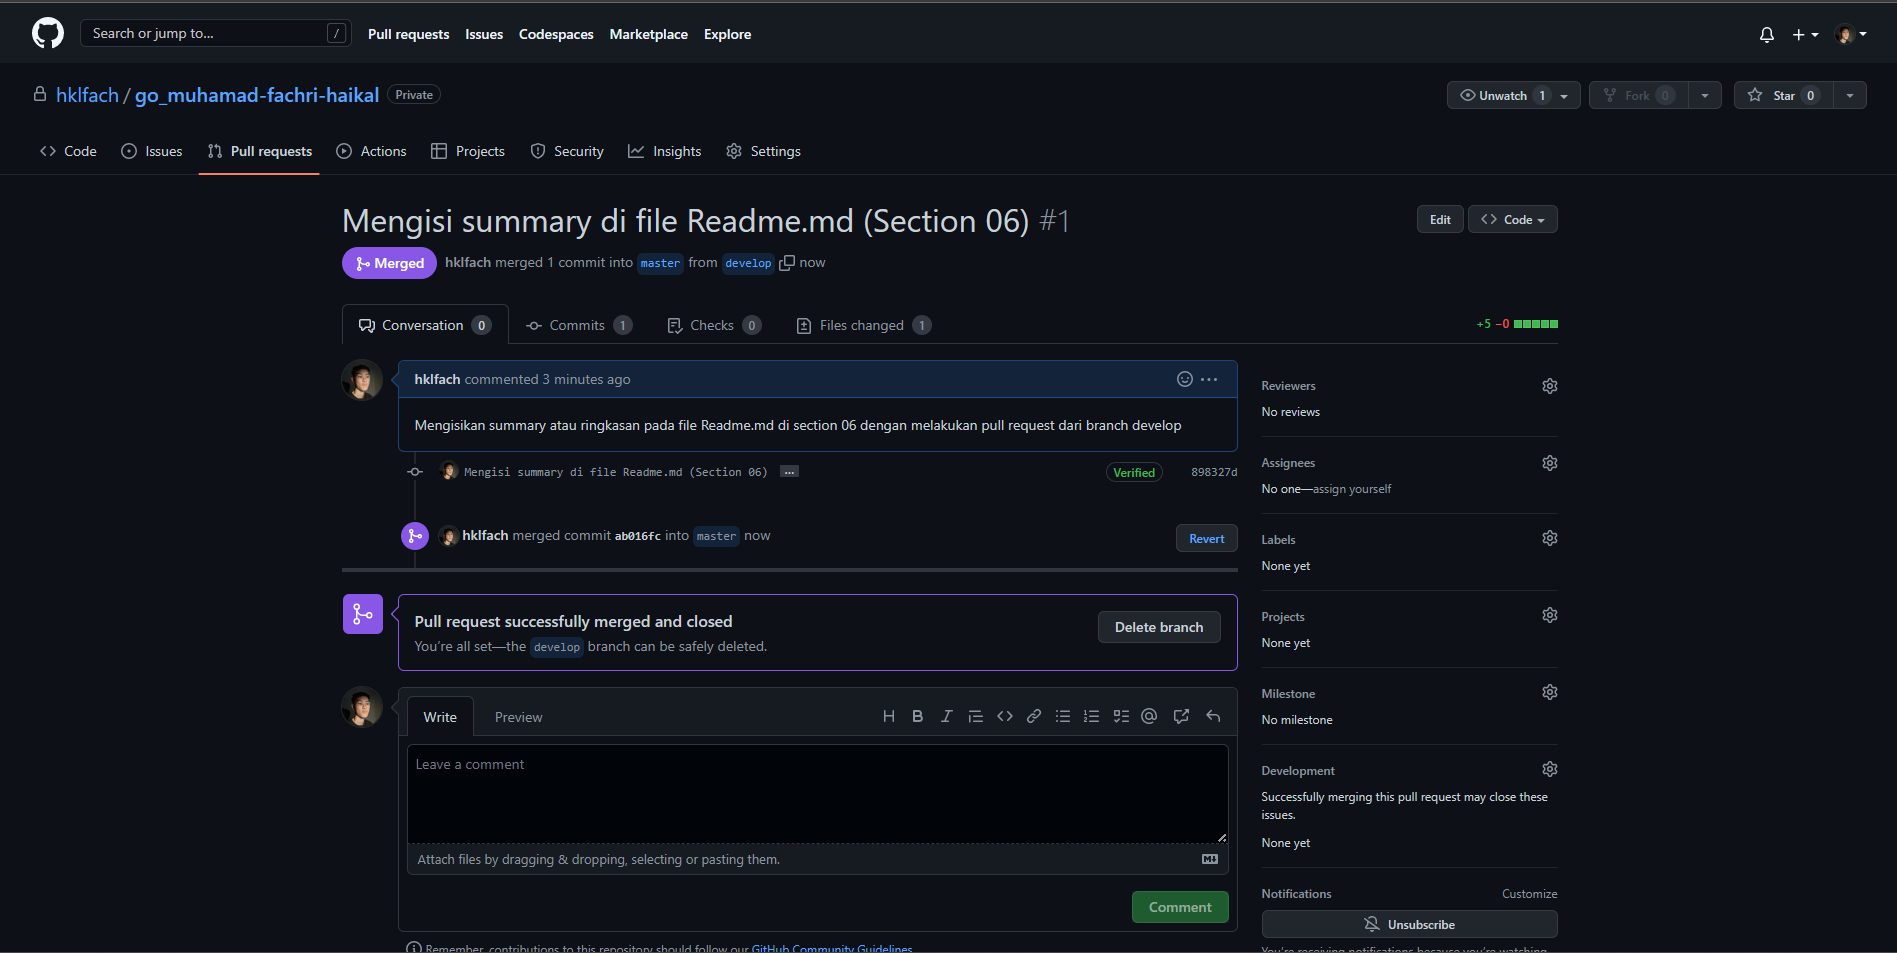 Search or jump to... /
Pull requests Issues Codespaces Marketplace Explore
hklfach / go_muhamad-fachri-haikal Private
Unwatch 1 Fork 0 Star 0
Code Issues Pull requests Actions Projects Security Insights Settings
Mengisi summary di file Readme.md (Section 06) #1
Edit Code
Merged hklfach merged 1 commit into master from develop now
Conversation 0 Commits 1 Checks 0 Files changed 1
+5 −0
hklfach commented 3 minutes ago
Mengisikan summary atau ringkasan pada file Readme.md di section 06 dengan melakukan pull request dari branch develop
Mengisi summary di file Readme.md (Section 06) ... Verified 898327d
hklfach merged commit ab016fc into master now
Revert
Pull request successfully merged and closed
You’re all set—the develop branch can be safely deleted.
Delete branch
Write Preview
Leave a comment
Attach files by dragging & dropping, selecting or pasting them.
Comment
Remember, contributions to this repository should follow our GitHub Community Guidelines.
Reviewers
No reviews
Assignees
No one—assign yourself
Labels
None yet
Projects
None yet
Milestone
No milestone
Development
Successfully merging this pull request may close these
issues.
None yet
Notifications Customize
Unsubscribe
You’re receiving notifications because you’re watching